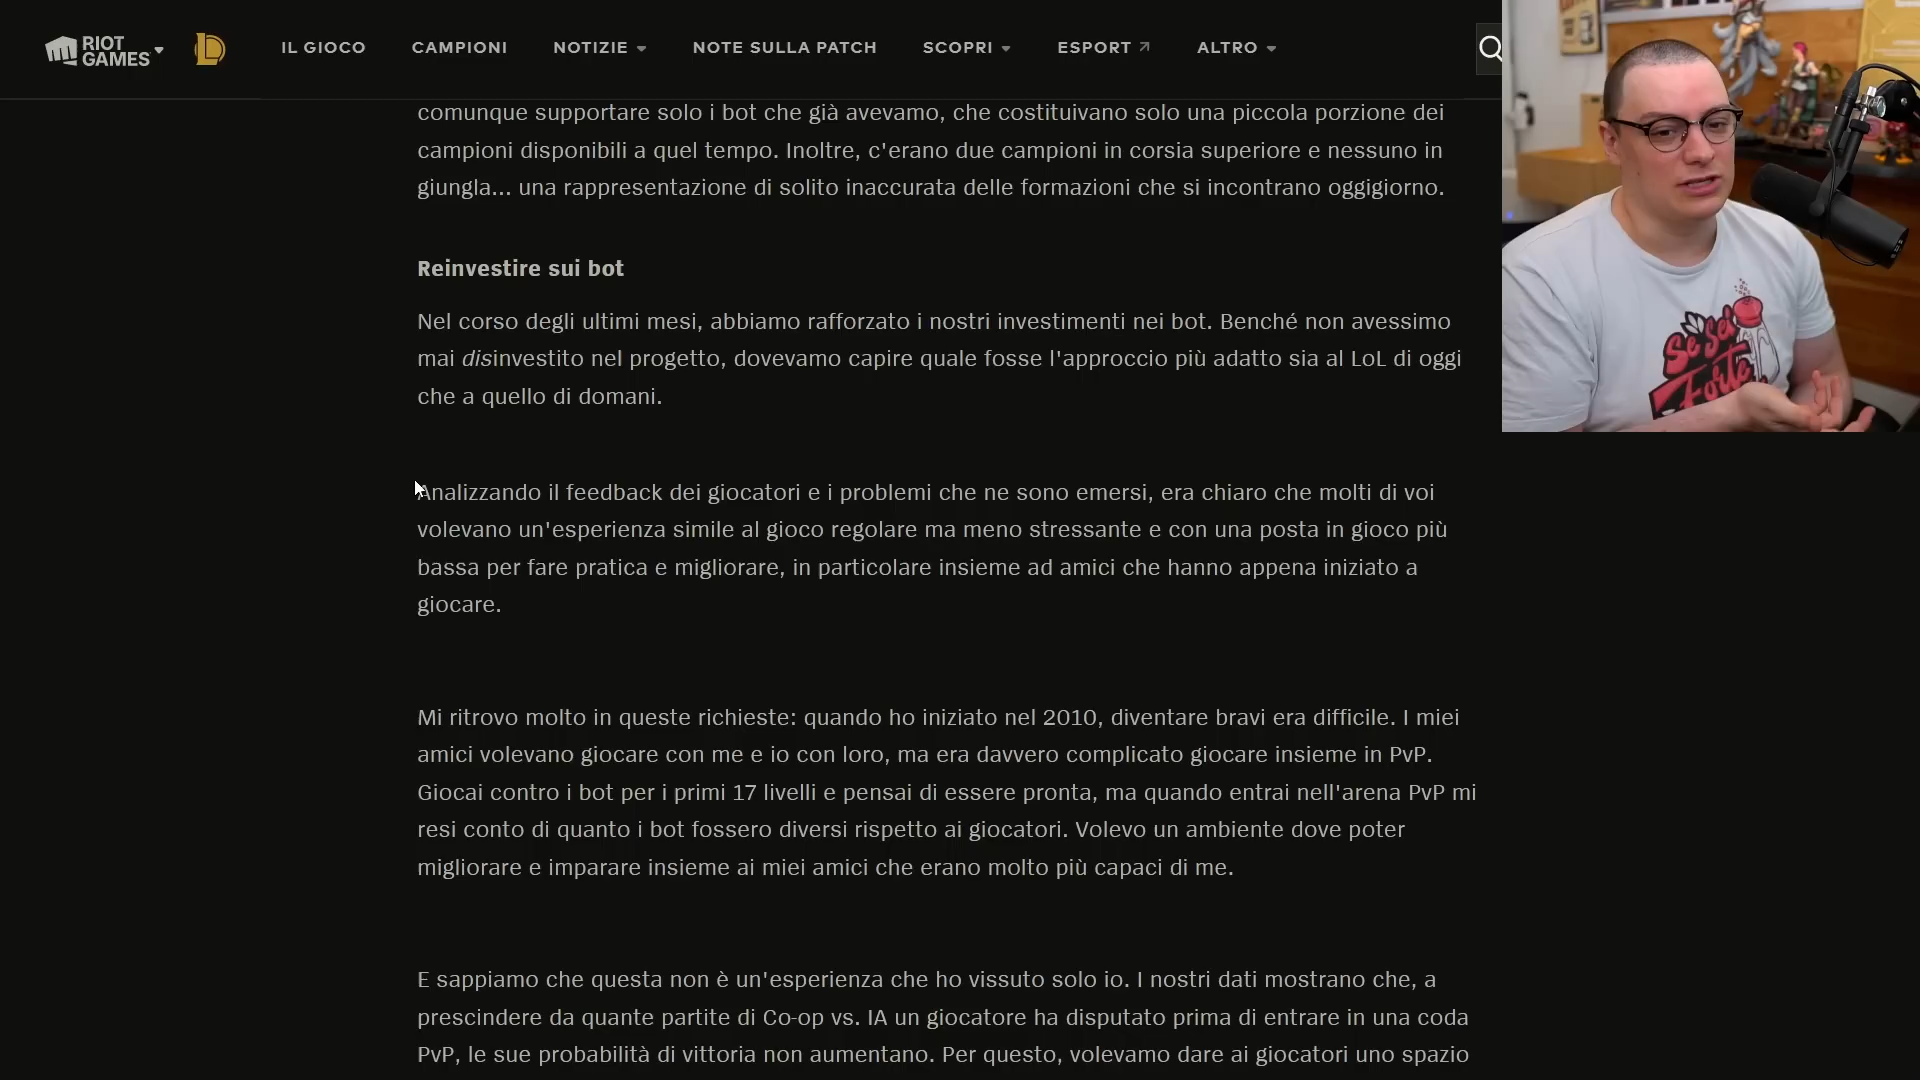 RIOT GAMES
IL GIOCO
CAMPIONI
NOTIZIE
NOTE SULLA PATCH
SCOPRI
ESPORT
ALTRO
comunque supportare solo i bot che già avevamo, che costituivano solo una piccola porzione dei
campioni disponibili a quel tempo. Inoltre, c'erano due campioni in corsia superiore e nessuno in
giungla... una rappresentazione di solito inaccurata delle formazioni che si incontrano oggigiorno.
Reinvestire sui bot
Nel corso degli ultimi mesi, abbiamo rafforzato i nostri investimenti nei bot. Benché non avessimo
mai disinvestito nel progetto, dovevamo capire quale fosse l'approccio più adatto sia al LoL di oggi
che a quello di domani.
Analizzando il feedback dei giocatori e i problemi che ne sono emersi, era chiaro che molti di voi
volevano un'esperienza simile al gioco regolare ma meno stressante e con una posta in gioco più
bassa per fare pratica e migliorare, in particolare insieme ad amici che hanno appena iniziato a
giocare.
Mi ritrovo molto in queste richieste: quando ho iniziato nel 2010, diventare bravi era difficile. I miei
amici volevano giocare con me e io con loro, ma era davvero complicato giocare insieme in PvP.
Giocai contro i bot per i primi 17 livelli e pensai di essere pronta, ma quando entrai nell'arena PvP mi
resi conto di quanto i bot fossero diversi rispetto ai giocatori. Volevo un ambiente dove poter
migliorare e imparare insieme ai miei amici che erano molto più capaci di me.
E sappiamo che questa non è un'esperienza che ho vissuto solo io. I nostri dati mostrano che, a
prescindere da quante partite di Co-op vs. IA un giocatore ha disputato prima di entrare in una coda
PvP, le sue probabilità di vittoria non aumentano. Per questo, volevamo dare ai giocatori uno spazio
Se Sei
Forte